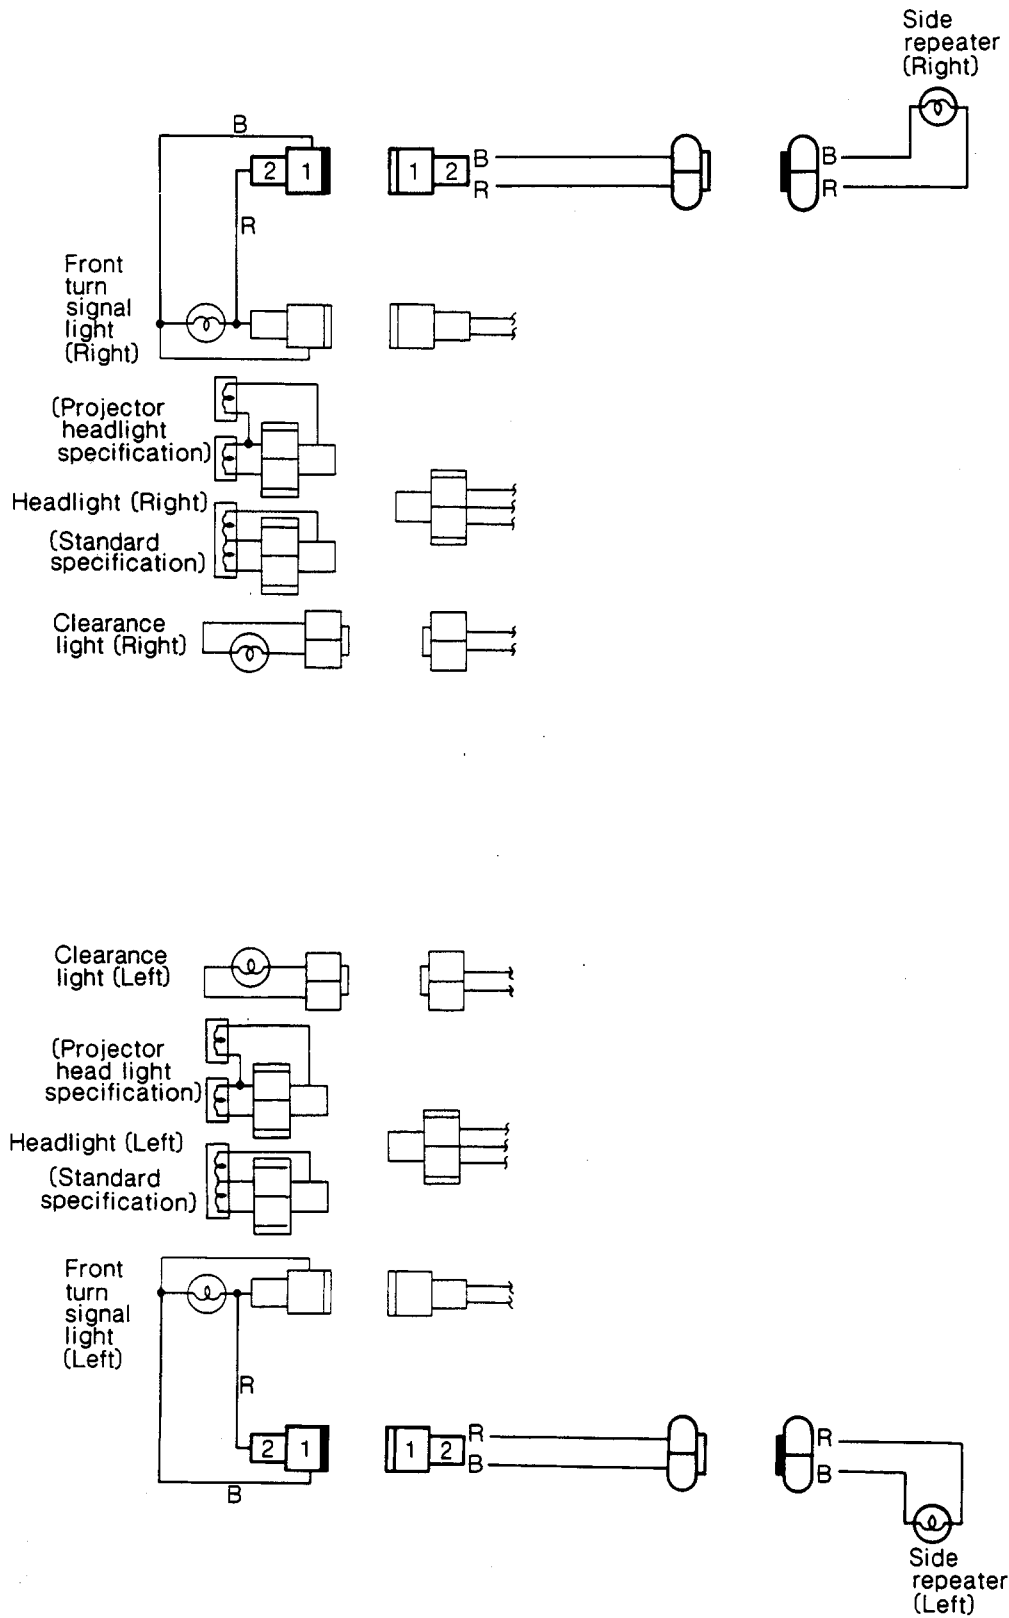 Side
repeater
(Right)
B
2 1
1 2 B
R
B
R
R
Front
turn
signal
light
(Right)
(Projector
headlight
specification)
Headlight (Right)
(Standard
specification)
Clearance
light (Right)
Clearance
light (Left)
(Projector
head light
specification)
Headlight (Left)
(Standard
specification)
Front
turn
signal
light
(Left)
R
2 1
B
1 2 R
B
R
B
Side
repeater
(Left)